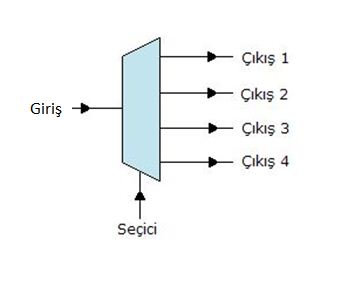 Çıkış 1
Çıkış 2
Giriş
Çıkış 3
Çıkış 4
Seçici